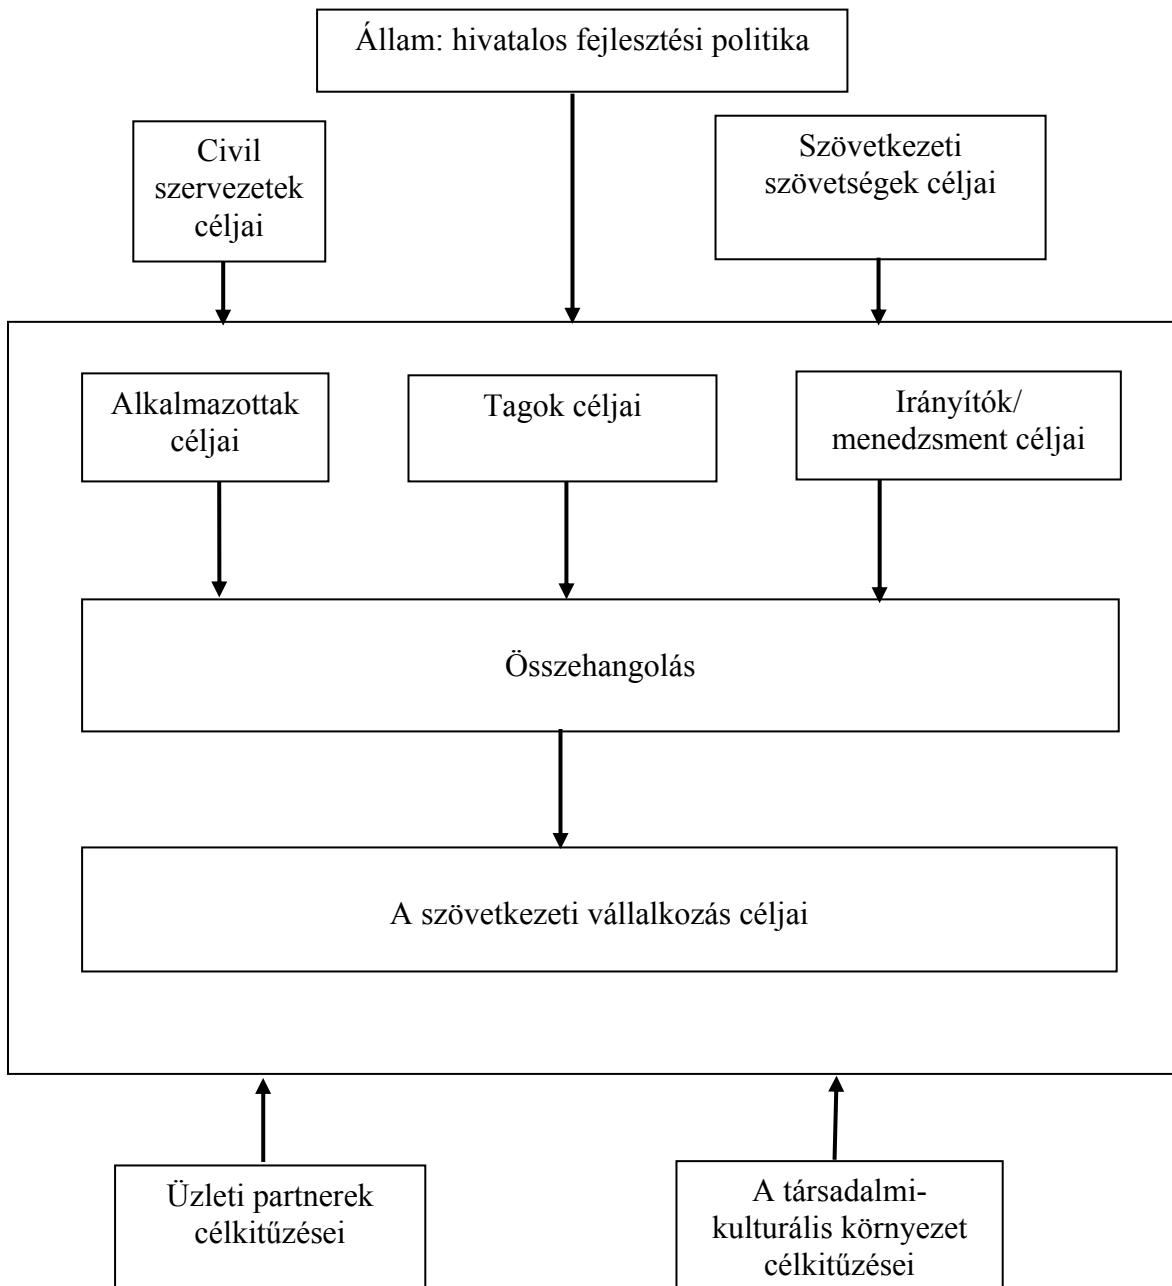 Állam: hivatalos fejlesztési politika
Civil
szervezetek
céljai
Szövetkezeti
szövetségek céljai
Alkalmazottak
céljai
Tagok céljai
Irányítók/
menedzsment céljai
Összehangolás
A szövetkezeti vállalkozás céljai
Üzleti partnerek
célkitűzései
A társadalmi-
kulturális környezet
célkitűzései